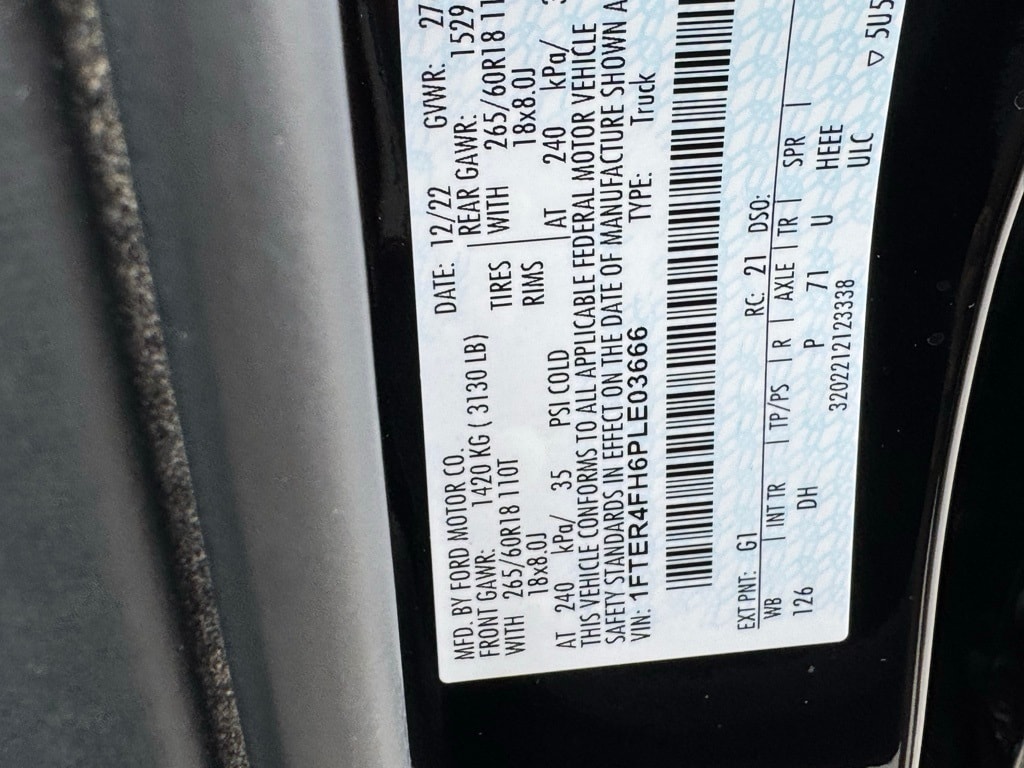 MFD. BY FORD MOTOR CO. DATE: 12/22 GVWR: 27
FRONT GAWR: 1420 KG ( 3130 LB) REAR GAWR: 1529
WITH 265/60R18 110T TIRES WITH 265/60R18 11
18x8.0J RIMS 18x8.0J
AT 240 kPa/ 35 PSI COLD AT 240 kPa/
THIS VEHICLE CONFORMS TO ALL APPLICABLE FEDERAL MOTOR VEHICLE
SAFETY STANDARDS IN EFFECT ON THE DATE OF MANUFACTURE SHOWN A
VIN: 1FTER4FH6PLE03666 TYPE: Truck
EXT PNT: G1 RC: 21 DSO:
WB | INT TR | TP/PS | R | AXLE | TR | SPR |
126 DH P 71 U HEEE
3202212123338 ULC
▽ 5U5